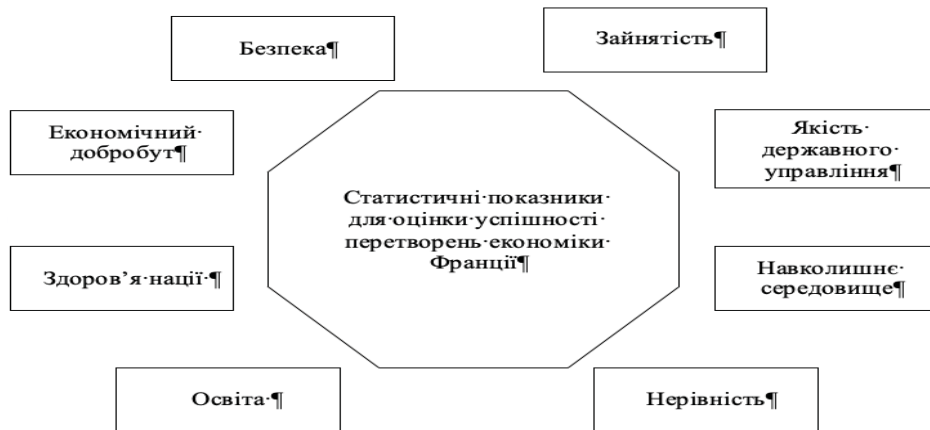 Безпека¶
Зайнятість¶
Економічний·
добробут¶
Якість·
державного·
управління¶
Статистичні·показники·
для·оцінки·успішності·
перетворень·економіки·
Франції¶
Здоров’я·нації·¶
Навколишнє·
середовище¶
Освіта·¶
Нерівність¶